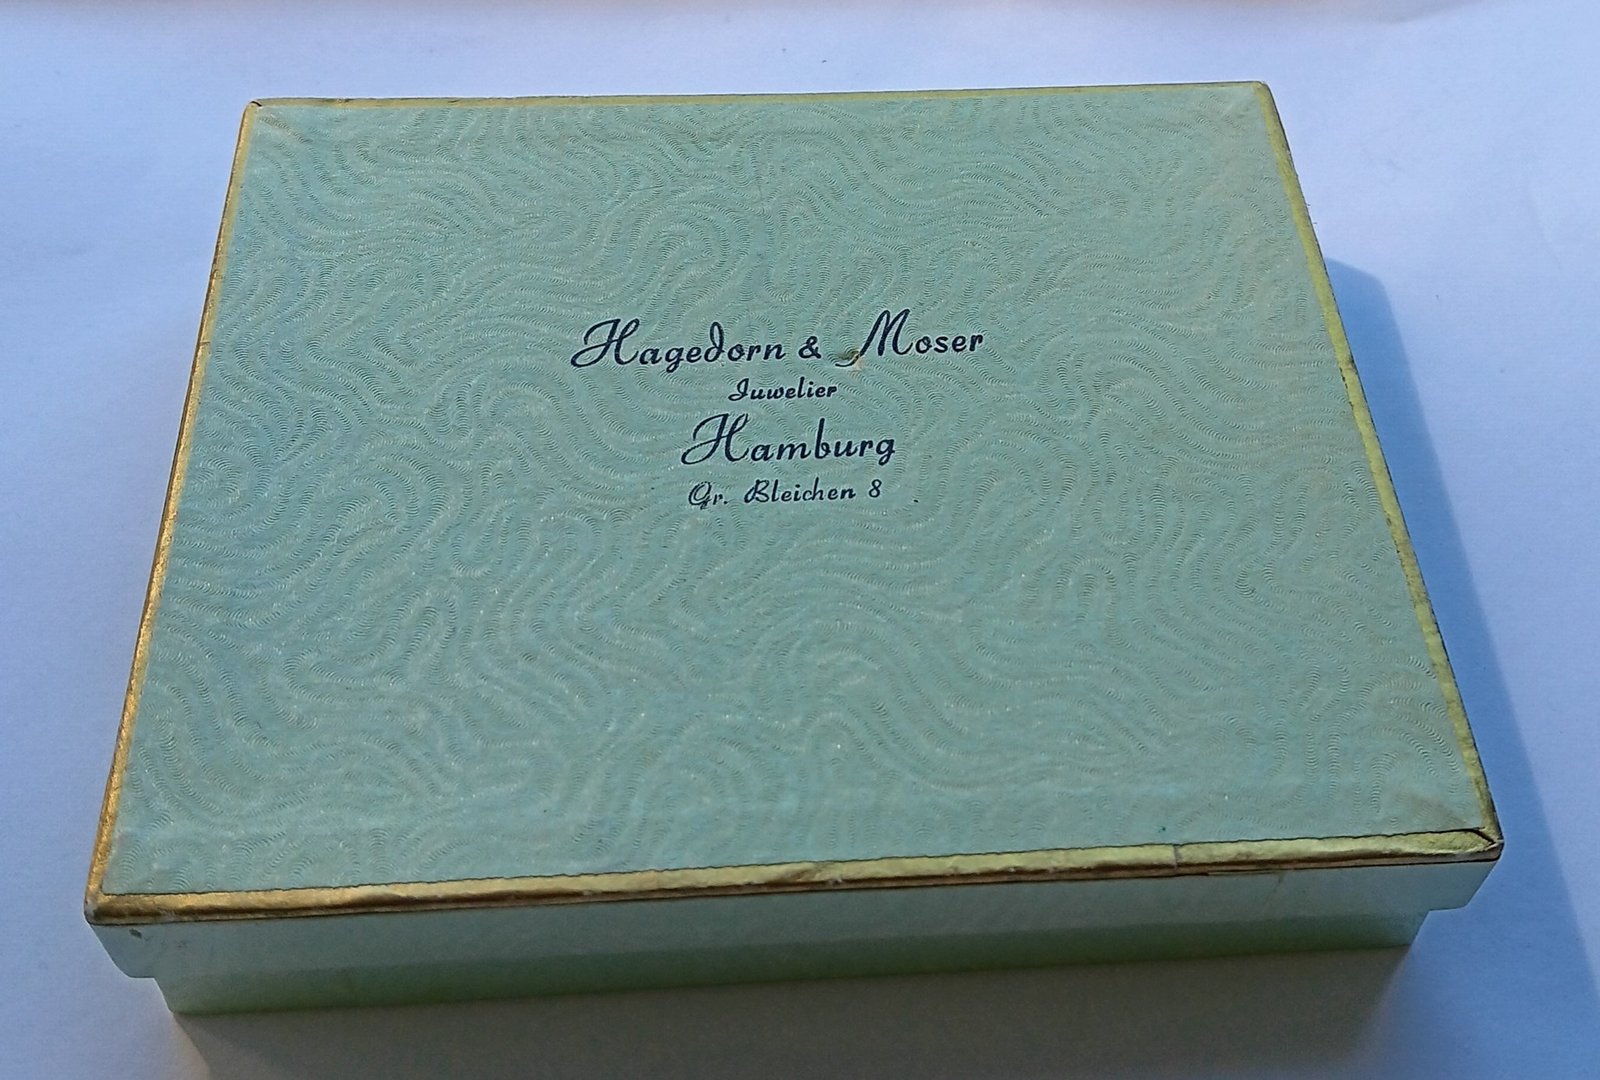 Hagedorn & Moser
Juwelier
Hamburg
Gr. Bleichen 8